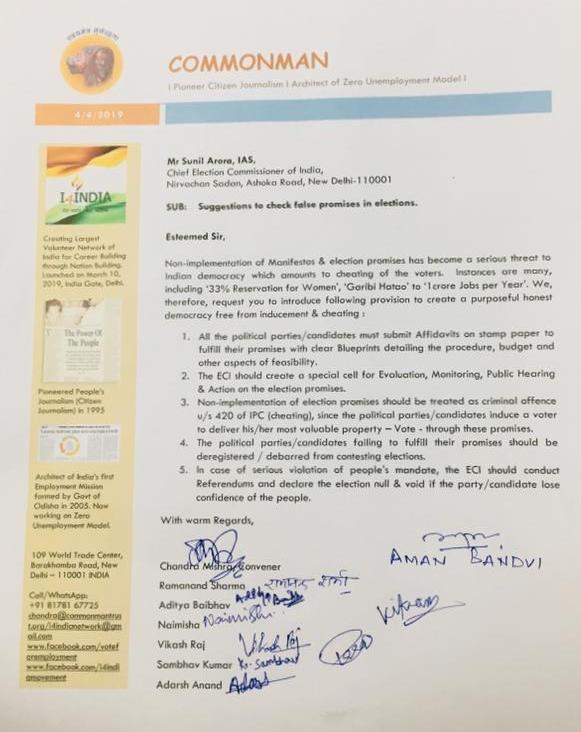 COMMONMAN
I Pioneer Citizen Journalism I Architect of Zero Unemployment Model I
4/4/2019
I4INDIA
Creating Largest
Volunteer Network of
India for Career Building
through Nation Building.
Launched on March 10,
2019, India Gate, Delhi.
The Power Of
The People
Pioneered People's
Journalism (Citizen
Journalism) in 1995
Architect of India's first
Employment Mission
formed by Govt of
Odisha in 2005. Now
working on Zero
Unemployment Model.
109 World Trade Center,
Barakhamba Road, New
Delhi – 110001 INDIA
Call/WhatsApp:
+91 81781 67725
chandra@commonmantrus
t.org/i4indianetwork@gm
ail.com
www.facebook.com/votef
oremployment
www.facebook.com/i4indi
amovement
Mr Sunil Arora, IAS,
Chief Election Commissioner of India,
Nirvachan Sadan, Ashoka Road, New Delhi-110001
SUB: Suggestions to check false promises in elections.
Esteemed Sir,
Non-implementation of Manifestos & election promises has become a serious threat to
Indian democracy which amounts to cheating of the voters. Instances are many,
including '33% Reservation for Women', 'Garibi Hatao' to '1crore Jobs per Year'. We,
therefore, request you to introduce following provision to create a purposeful honest
democracy free from inducement & cheating :
1. All the political parties/candidates must submit Affidavits on stamp paper to
fulfill their promises with clear Blueprints detailing the procedure, budget and
other aspects of feasibility.
2. The ECI should create a special cell for Evaluation, Monitoring, Public Hearing
& Action on the election promises.
3. Non-implementation of election promises should be treated as criminal offence
u/s 420 of IPC (cheating), since the political parties/candidates induce a voter
to deliver his/her most valuable property – Vote - through these promises.
4. The political parties/candidates failing to fulfill their promises should be
deregistered / debarred from contesting elections.
5. In case of serious violation of people's mandate, the ECI should conduct
Referendums and declare the election null & void if the party/candidate lose
confidence of the people.
With warm Regards,
Chandra Mishra, Convener
AMAN BANDVI
Ramanand Sharma रामानन्द शर्मा
Aditya Baibhav Aditya
Naimisha Naimisha
Vikram
Vikash Raj Vikash Raj
Sambhav Kumar Kr. Sambhav
Adarsh Anand Adarsh